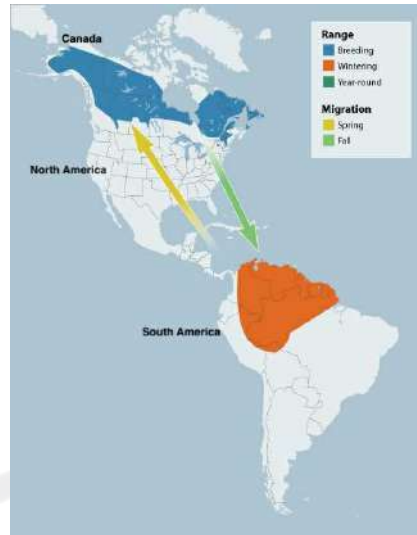 Canada
Range
Breeding
Wintering
Year-round
Migration
Spring
Fall
North America
South America